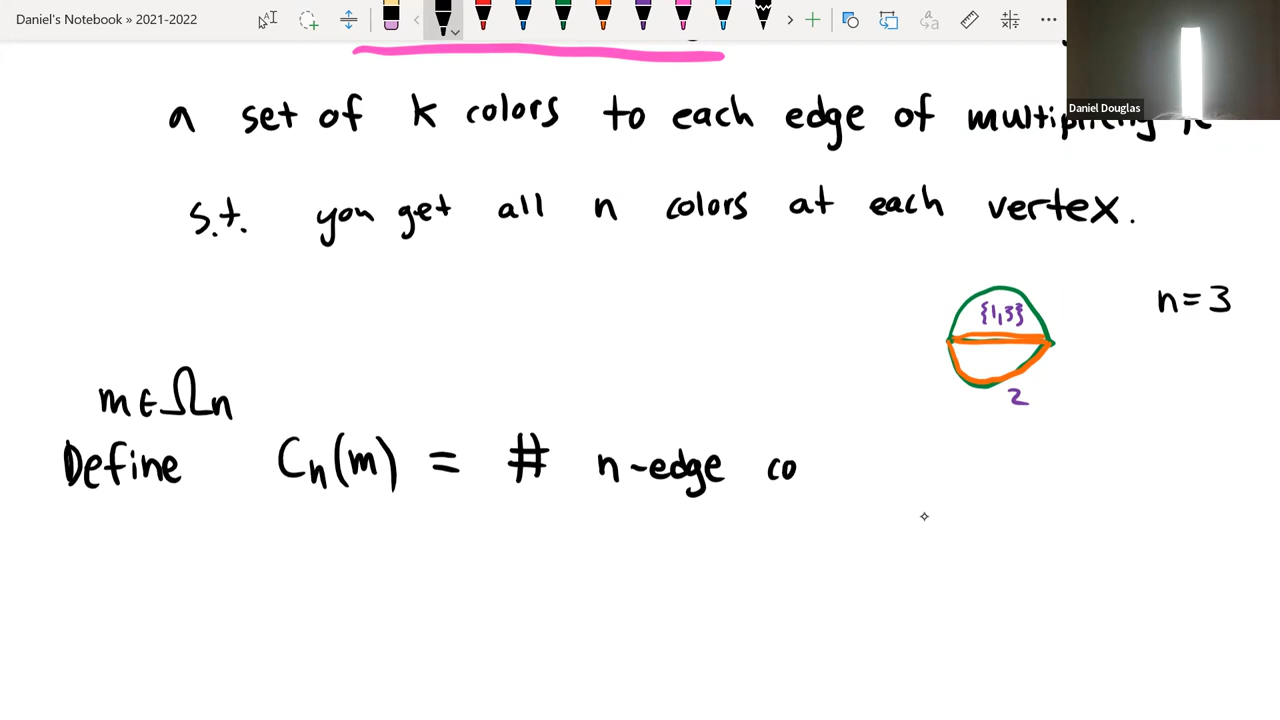 Daniel's Notebook » 2021-2022
Daniel Douglas
a set of k colors to each edge of
s.t. you get all n colors at each vertex.
n=3
{1,3}
2
m ∈ Ωn
Define Cn(m) = # n-edge co